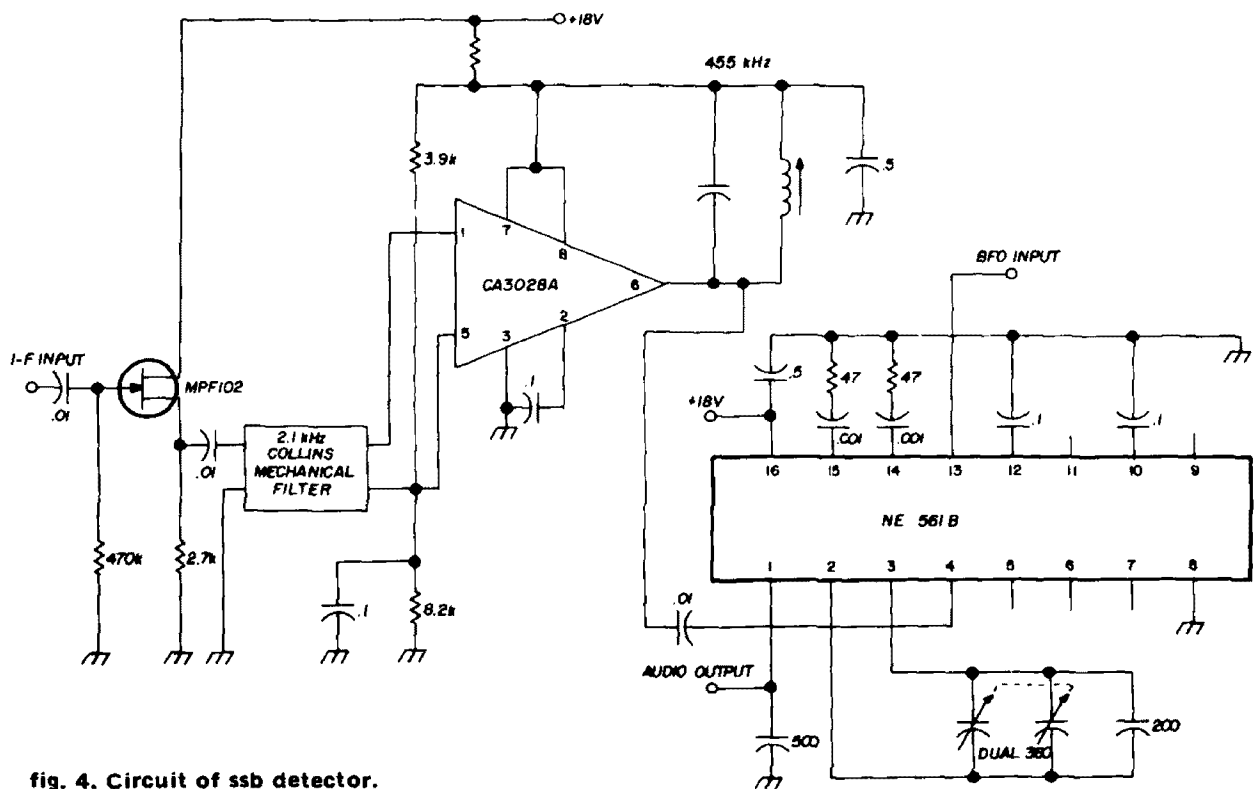 +18V
455 kHz
3.9k
.5
7
8
1
CA3028A
6
BFO INPUT
5
3
2
I-F INPUT
MPF102
.1
.01
.5
47
47
+18V
.1
.1
2.1 kHz
COLLINS
MECHANICAL
FILTER
.01
.001
.001
16
15
14
13
12
11
10
9
NE 561B
470k
2.7k
1
2
3
4
5
6
7
8
.1
8.2k
.01
AUDIO OUTPUT
500
DUAL 380
200
fig. 4. Circuit of ssb detector.